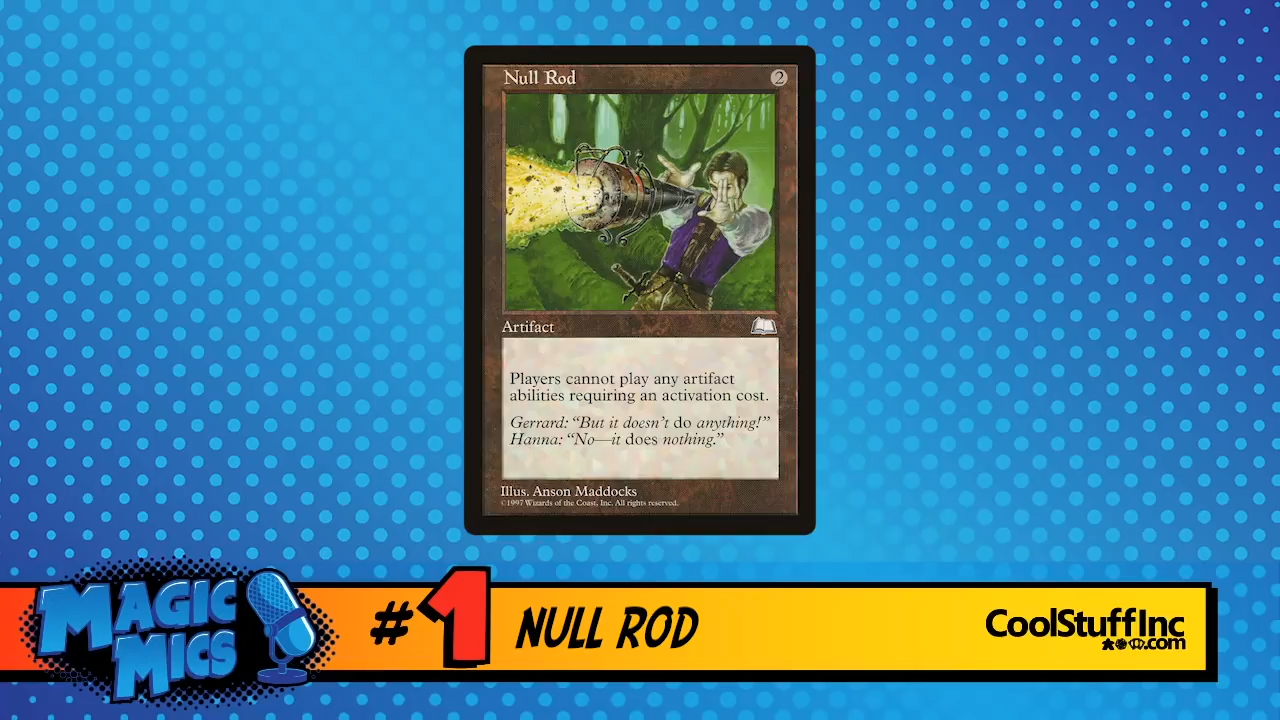 Null Rod
2
Artifact
Players cannot play any artifact
abilities requiring an activation cost.
Gerrard: “But it doesn’t do anything!”
Hanna: “No—it does nothing.”
Illus. Anson Maddocks
©1997 Wizards of the Coast, Inc. All rights reserved.
MAGIC
MICS
#1 NULL ROD
CoolStuffInc
.com